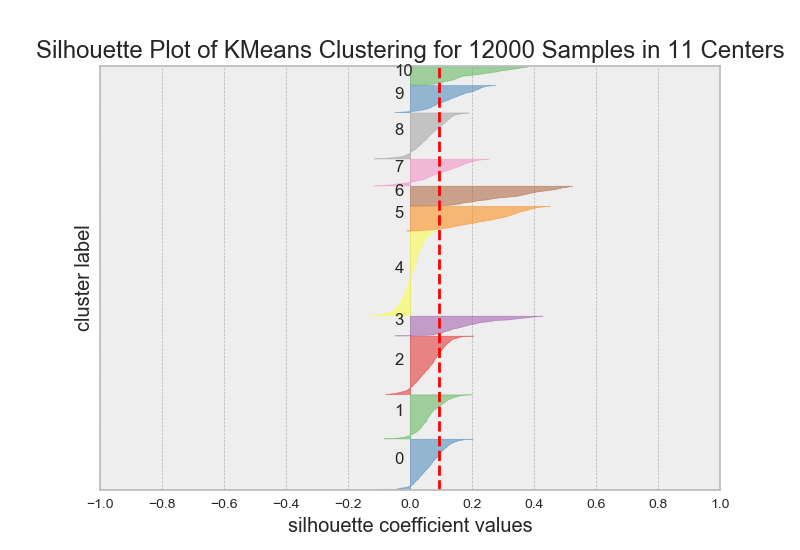 Silhouette Plot of KMeans Clustering for 12000 Samples in 11 Centers
10
9
8
7
6
5
4
3
2
1
0
cluster label
−1.0 −0.8 −0.6 −0.4 −0.2 0.0 0.2 0.4 0.6 0.8 1.0
silhouette coefficient values